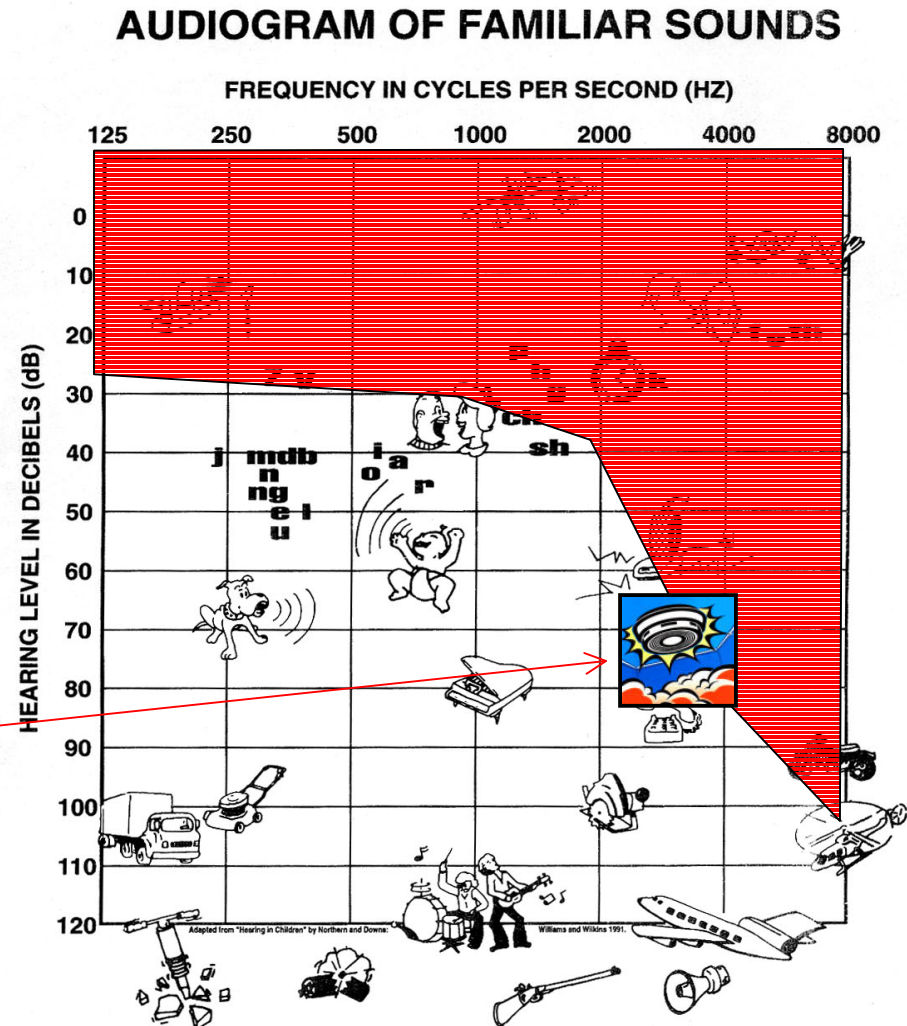 AUDIOGRAM OF FAMILIAR SOUNDS
FREQUENCY IN CYCLES PER SECOND (HZ)
125 250 500 1000 2000 4000 8000
HEARING LEVEL IN DECIBELS (dB)
0
10
20
30
z v
40
50
60
70
80
90
100
110
120
ch
sh
j mdb
n
ng
e l
u
i
a
o
r
Adapted from "Hearing in Children" by Northern and Downs: Williams and Wilkins 1991.